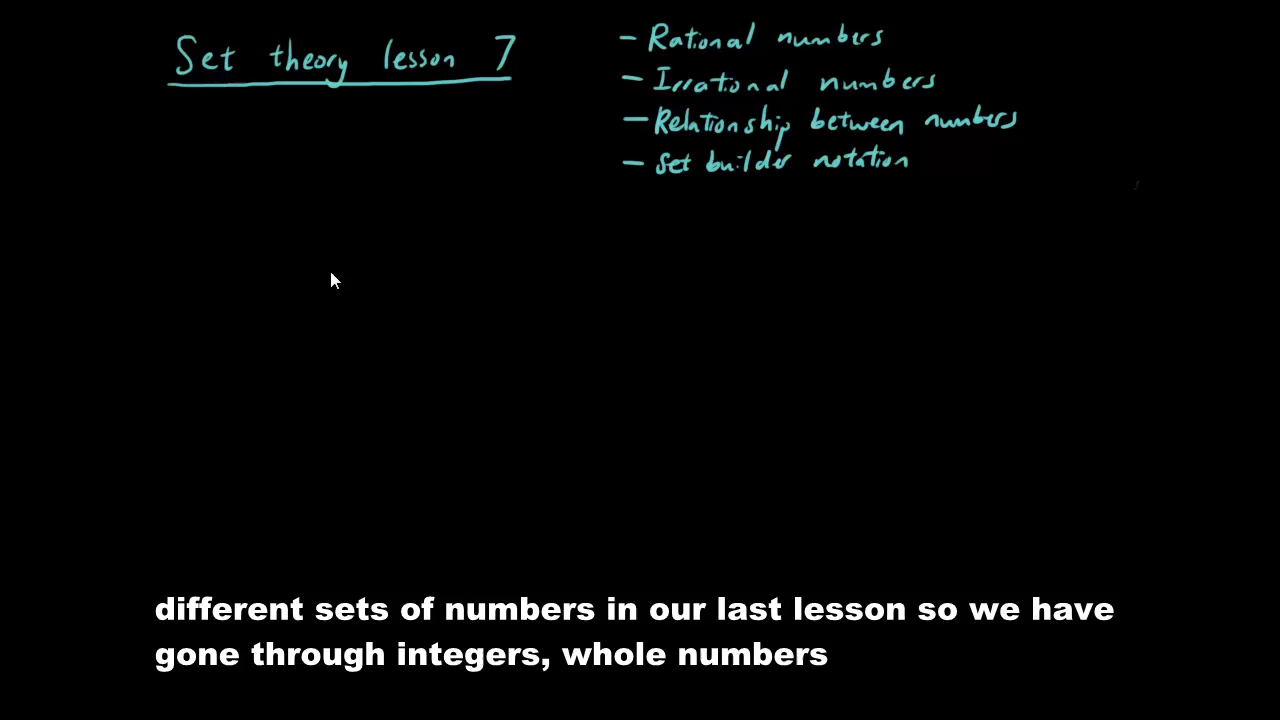 Set theory lesson 7
- Rational numbers
- Irrational numbers
- Relationship between numbers
- Set builder notation
different sets of numbers in our last lesson so we have
gone through integers, whole numbers